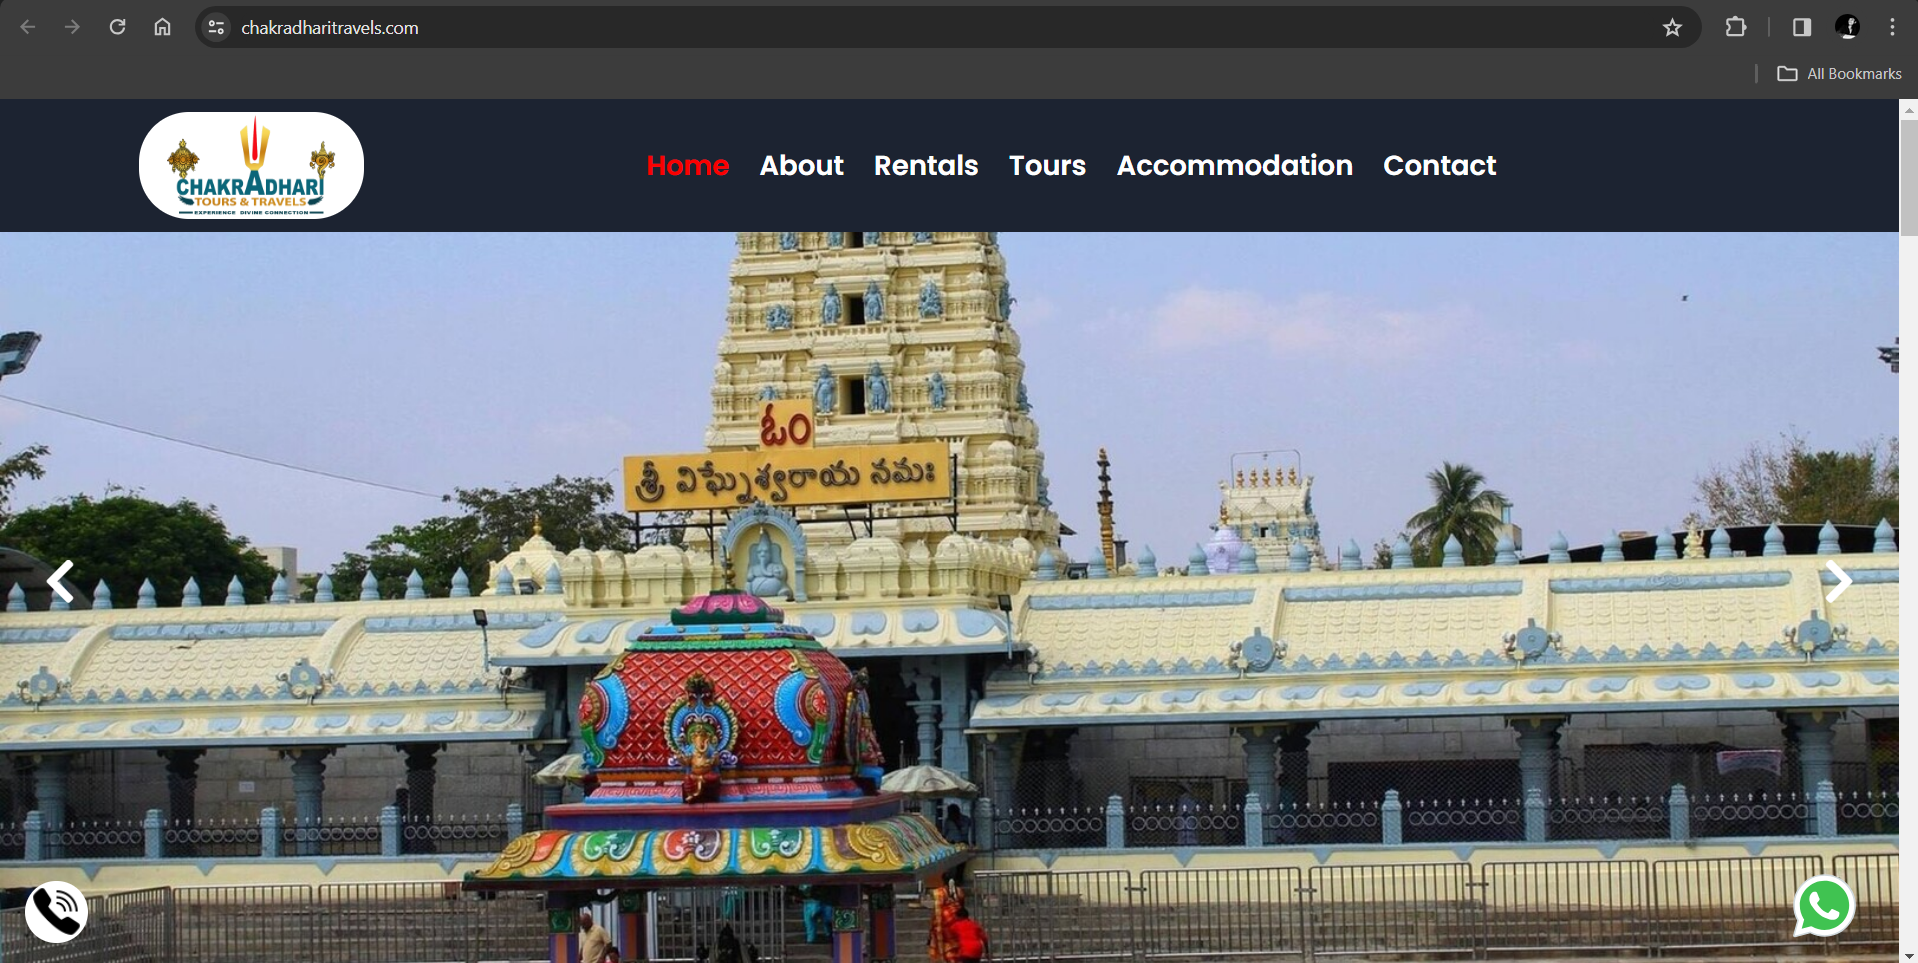 chakradharitravels.com
All Bookmarks
CHAKRADHARI
TOURS & TRAVELS
EXPERIENCE DIVINE CONNECTION
Home About Rentals Tours Accommodation Contact
ఓం
శ్రీ విఘ్నేశ్వరాయ నమః